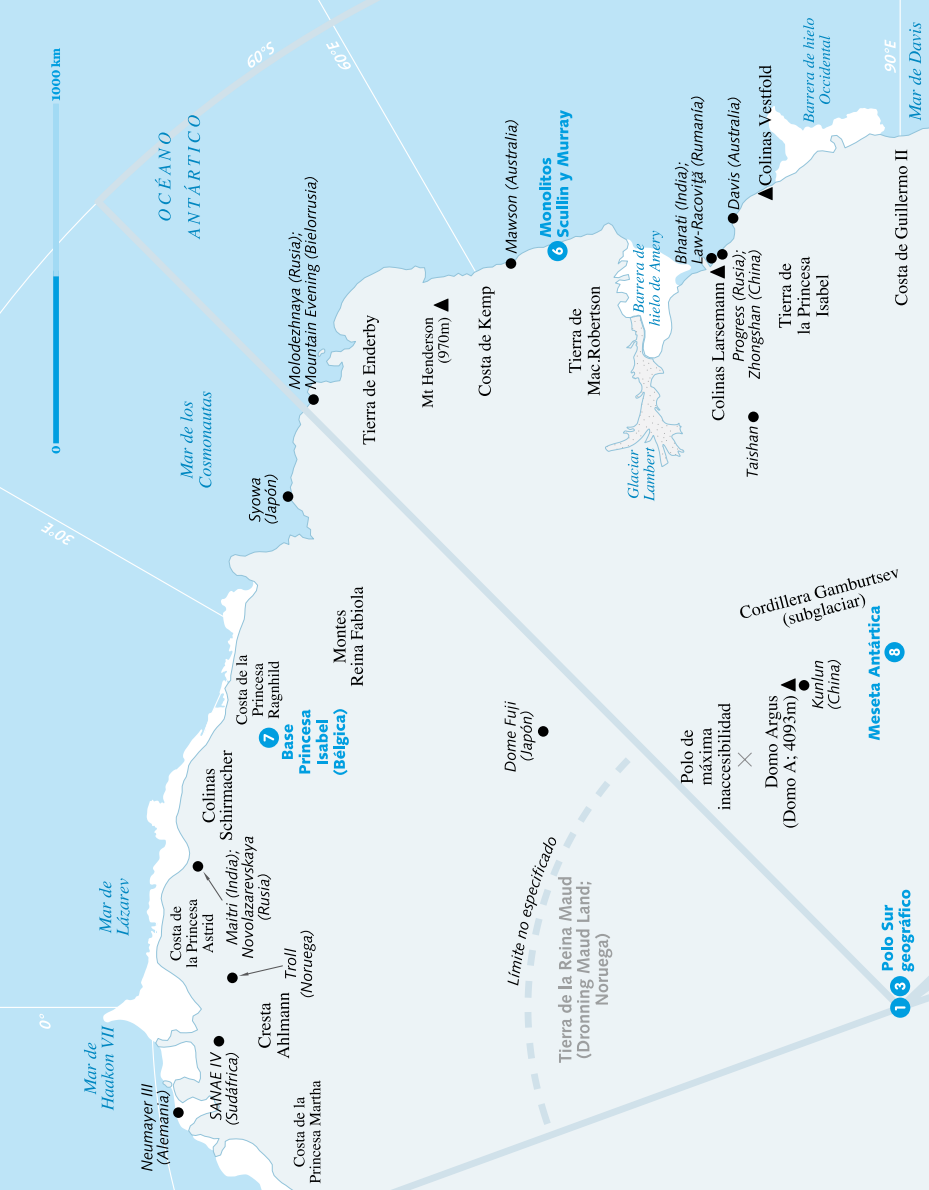 0
1000 km
0°
Mar de
Haakon VII
Mar de
Lázarev
30°E
Mar de los
Cosmonautas
OCÉANO
ANTÁRTICO
60°S
60°E
Neumayer III
(Alemania)
SANAE IV
(Sudáfrica)
Costa de la
Princesa Martha
Cresta
Ahlmann
Troll
(Noruega)
Costa de
la Princesa
Astrid
Maitri (India);
Novolazarevskaya
(Rusia)
Colinas
Schirmacher
7
Base
Princesa
Isabel
(Bélgica)
Costa de la
Princesa
Ragnhild
Montes
Reina Fabiola
Syowa
(Japón)
Molodezhnaya (Rusia);
Mountain Evening (Bielorrusia)
Tierra de Enderby
Mt Henderson
(970m)
Costa de Kemp
Mawson (Australia)
6
Monolitos
Scullin y Murray
Tierra de
Mac.Robertson
Dome Fuji
(Japón)
Límite no especificado
Tierra de la Reina Maud
(Dronning Maud Land;
Noruega)
Glaciar
Lambert
Barrera de
hielo de Amery
Bharati (India);
Law-Racoviţă (Rumanía)
Colinas Larsemann
Progress (Rusia);
Zhongshan (China)
Davis (Australia)
Colinas Vestfold
Taishan
Tierra de
la Princesa
Isabel
Barrera de hielo
Occidental
90°E
Mar de Davis
Costa de Guillermo II
Polo de
máxima
inaccesibilidad
Domo Argus
(Domo A; 4093m)
Kunlun
(China)
Cordillera Gamburtsev
(subglaciar)
Meseta Antártica
8
1
3
Polo Sur
geográfico